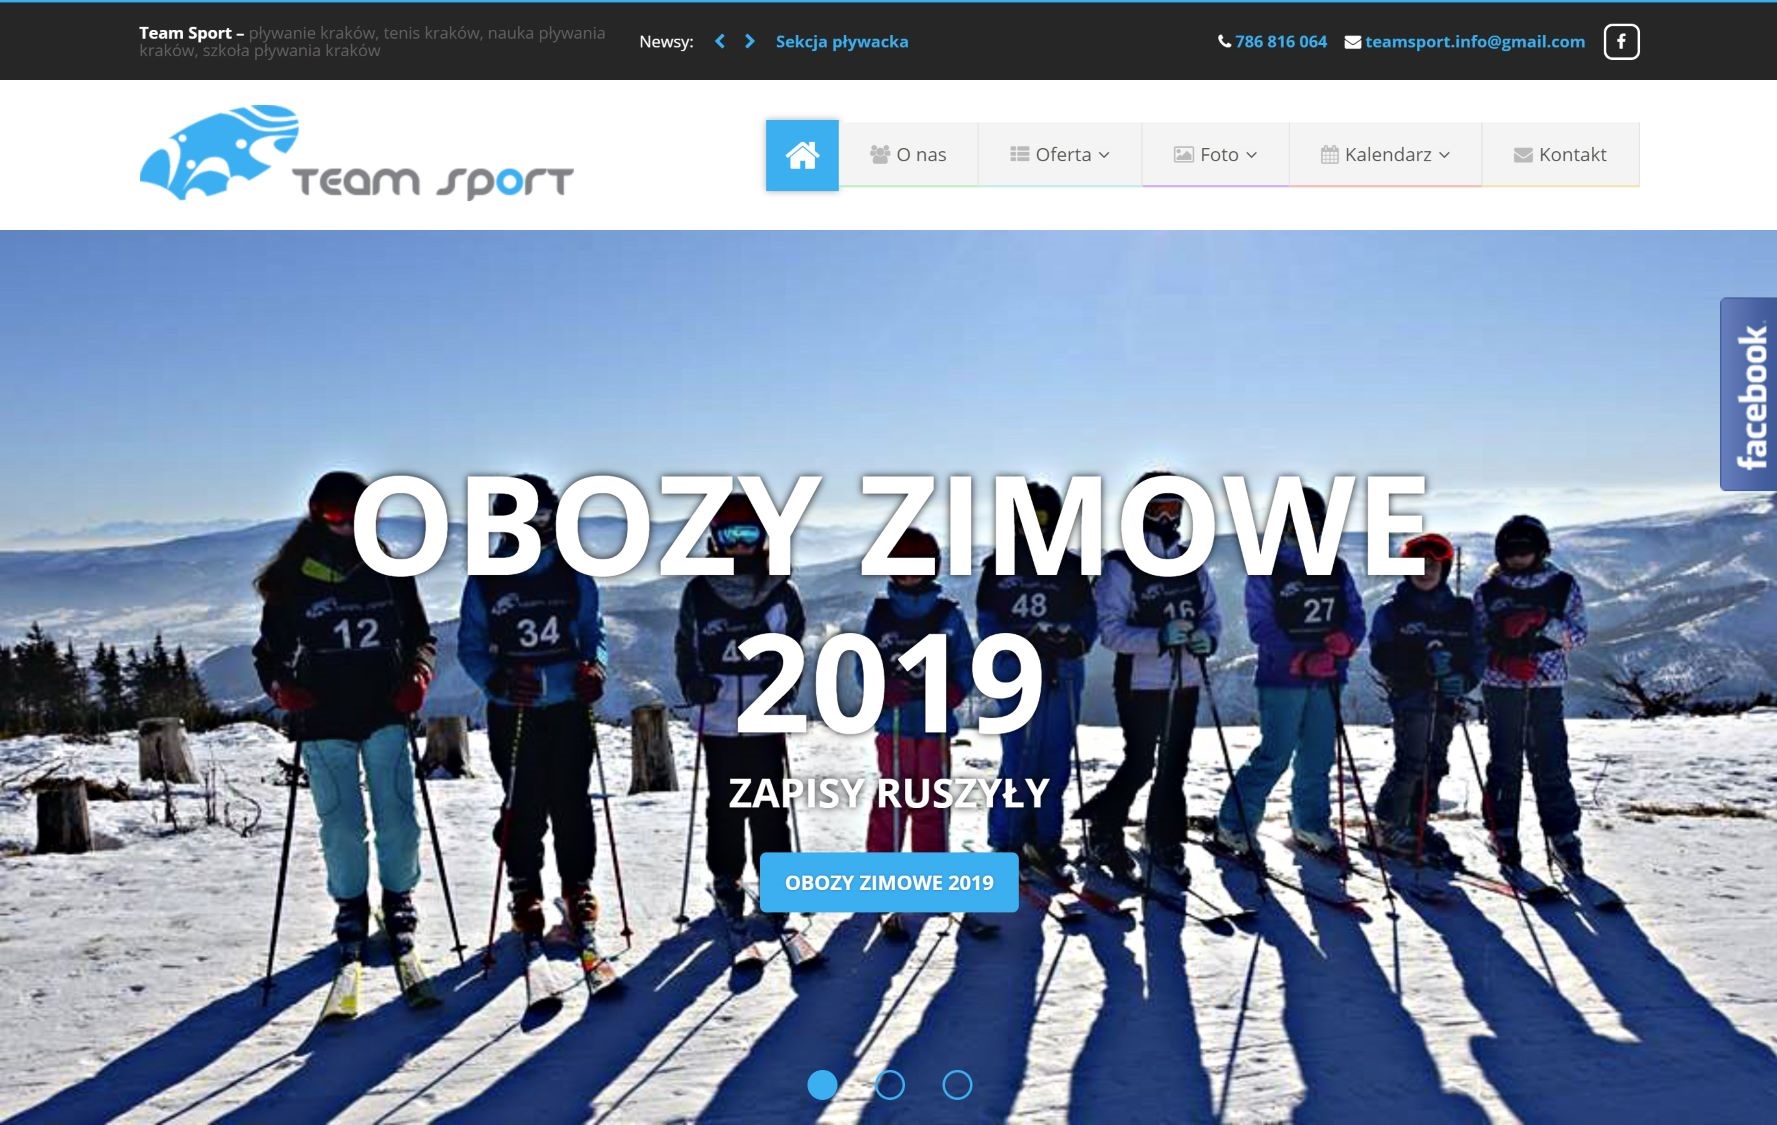 Team Sport – pływanie kraków, tenis kraków, nauka pływania
kraków, szkoła pływania kraków
Newsy:
Sekcja pływacka
786 816 064
teamsport.info@gmail.com
team sport
O nas
Oferta
Foto
Kalendarz
Kontakt
facebook
OBOZY ZIMOWE
2019
12
34
48
16
27
ZAPISY RUSZYŁY
OBOZY ZIMOWE 2019